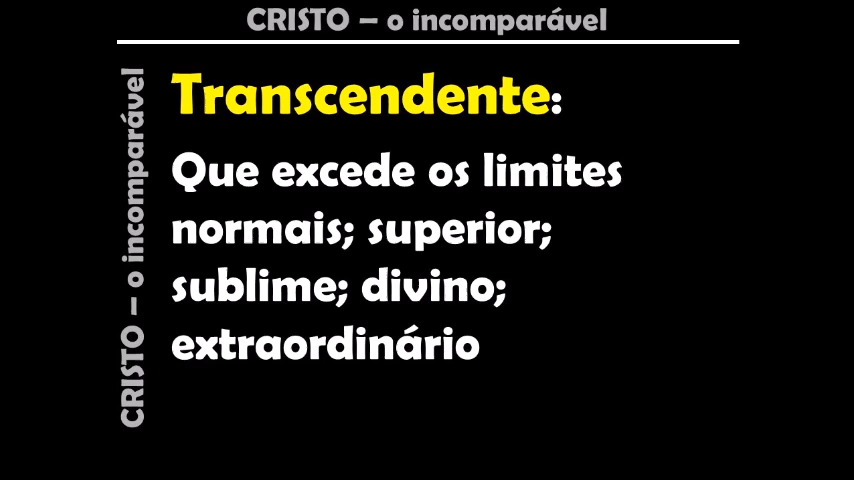 CRISTO – o incomparável
CRISTO – o incomparável
Transcendente:
Que excede os limites
normais; superior;
sublime; divino;
extraordinário